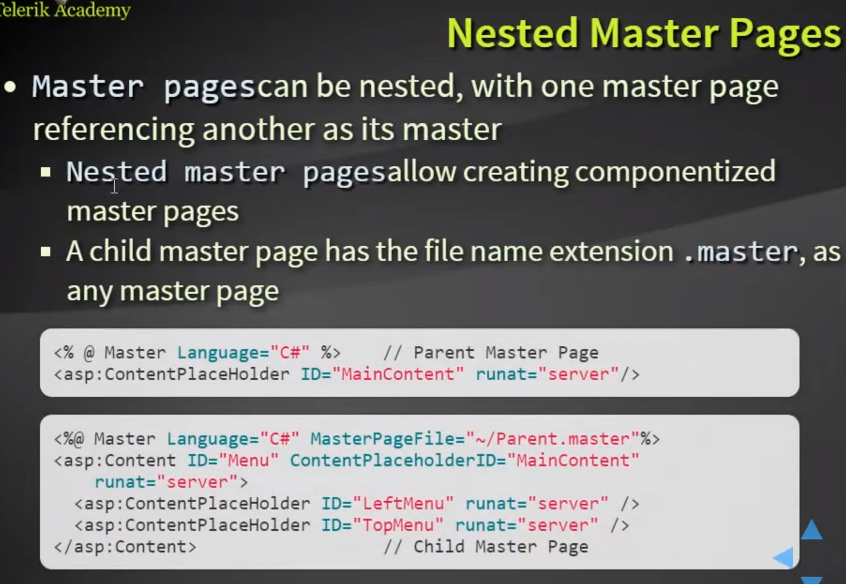 Telerik Academy
Nested Master Pages
• Master pagescan be nested, with one master page
referencing another as its master
▪ Nested master pagesallow creating componentized
master pages
▪ A child master page has the file name extension .master, as
any master page
<% @ Master Language="C#" %>    // Parent Master Page
<asp:ContentPlaceHolder ID="MainContent" runat="server"/>
<%@ Master Language="C#" MasterPageFile="~/Parent.master"%>
<asp:Content ID="Menu" ContentPlaceholderID="MainContent"
    runat="server">
  <asp:ContentPlaceHolder ID="LeftMenu" runat="server" />
  <asp:ContentPlaceHolder ID="TopMenu" runat="server" />
</asp:Content>                  // Child Master Page